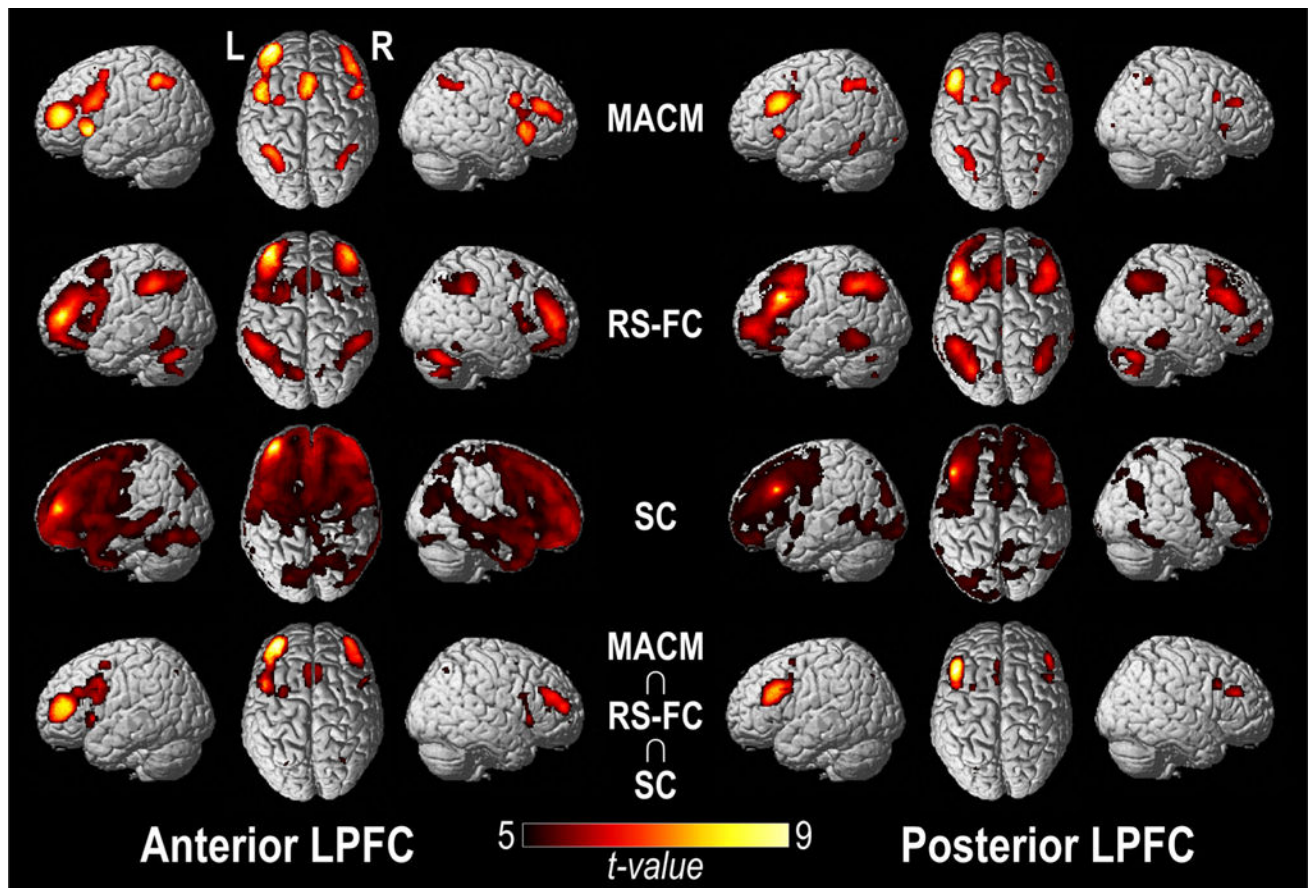 L R
MACM
RS-FC
SC
MACM
∩
RS-FC
∩
SC
5 9
t-value
Anterior LPFC
Posterior LPFC